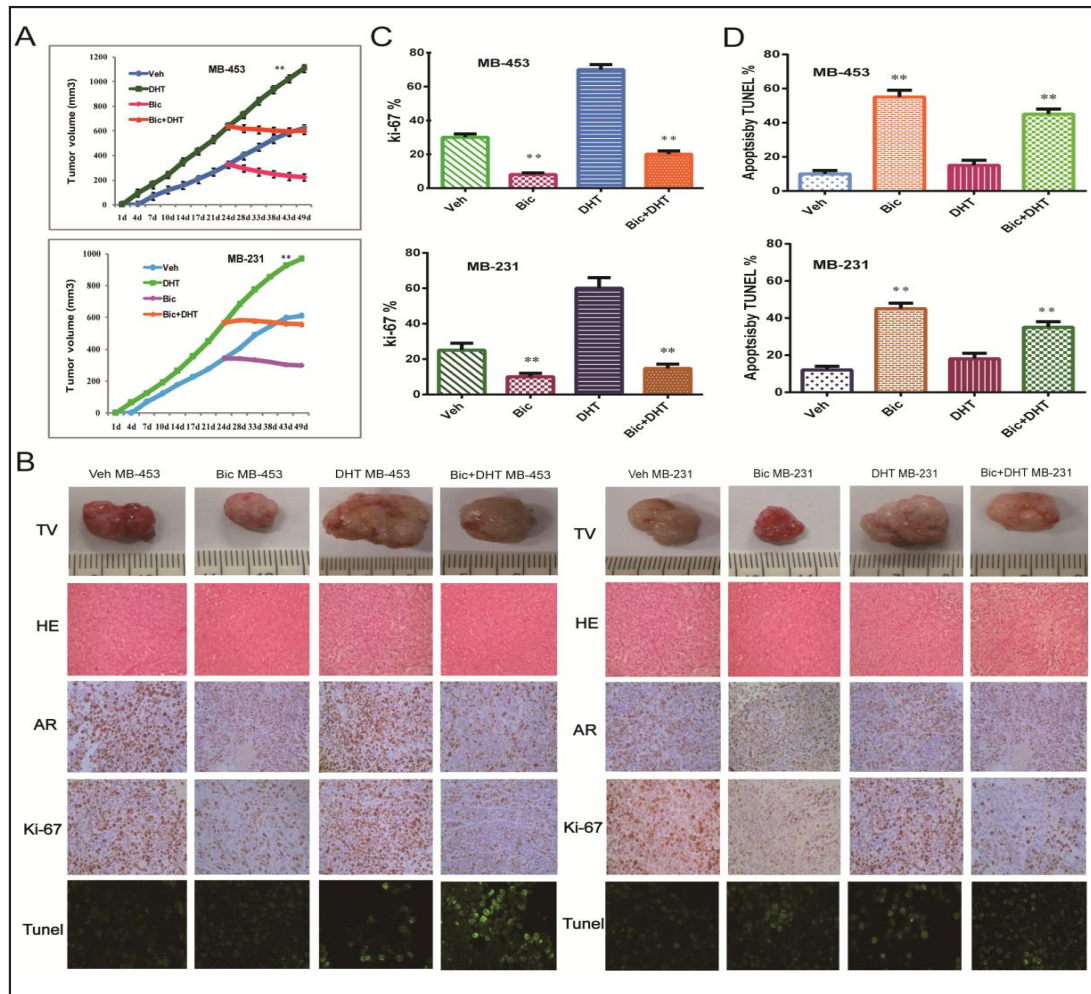 A
MB-453
**
Veh
DHT
Bic
Bic+DHT
Tumor volume (mm3)
1200
1000
800
600
400
200
0
1d 4d 7d 10d 14d 17d 21d 24d 28d 33d 38d 43d 49d
MB-231
**
Veh
DHT
Bic
Bic+DHT
Tumor volume (mm3)
1000
800
600
400
200
0
1d 4d 7d 10d 14d 17d 21d 24d 28d 33d 38d 43d 49d
C
MB-453
ki-67 %
80
60
40
20
0
**
**
Veh Bic DHT Bic+DHT
MB-231
ki-67 %
80
60
40
20
0
**
**
Veh Bic DHT Bic+DHT
D
MB-453
Apoptsisby TUNEL %
80
60
40
20
0
**
**
Veh Bic DHT Bic+DHT
MB-231
Apoptsisby TUNEL %
80
60
40
20
0
**
**
Veh Bic DHT Bic+DHT
B
Veh MB-453 Bic MB-453 DHT MB-453 Bic+DHT MB-453
TV
HE
AR
Ki-67
Tunel
Veh MB-231 Bic MB-231 DHT MB-231 Bic+DHT MB-231
TV
HE
AR
Ki-67
Tunel